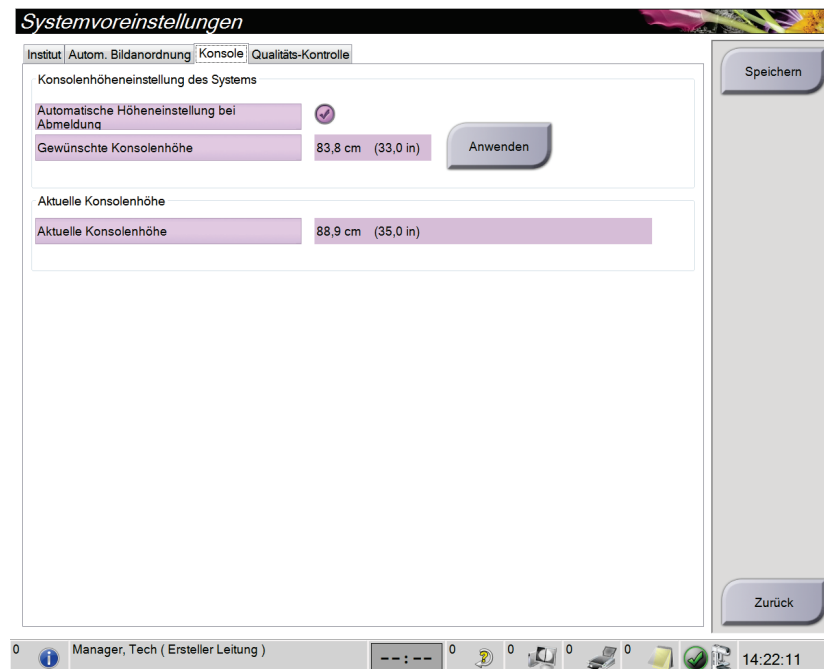 Systemvoreinstellungen
Institut Autom. Bildanordnung Konsole Qualitäts-Kontrolle
Speichern
Konsolenhöheneinstellung des Systems
Automatische Höheneinstellung bei
Abmeldung
Gewünschte Konsolenhöhe 83,8 cm (33,0 in) Anwenden
Aktuelle Konsolenhöhe
Aktuelle Konsolenhöhe 88,9 cm (35,0 in)
Zurück
0 Manager, Tech ( Ersteller Leitung ) --:-- 0 0 0 0 14:22:11